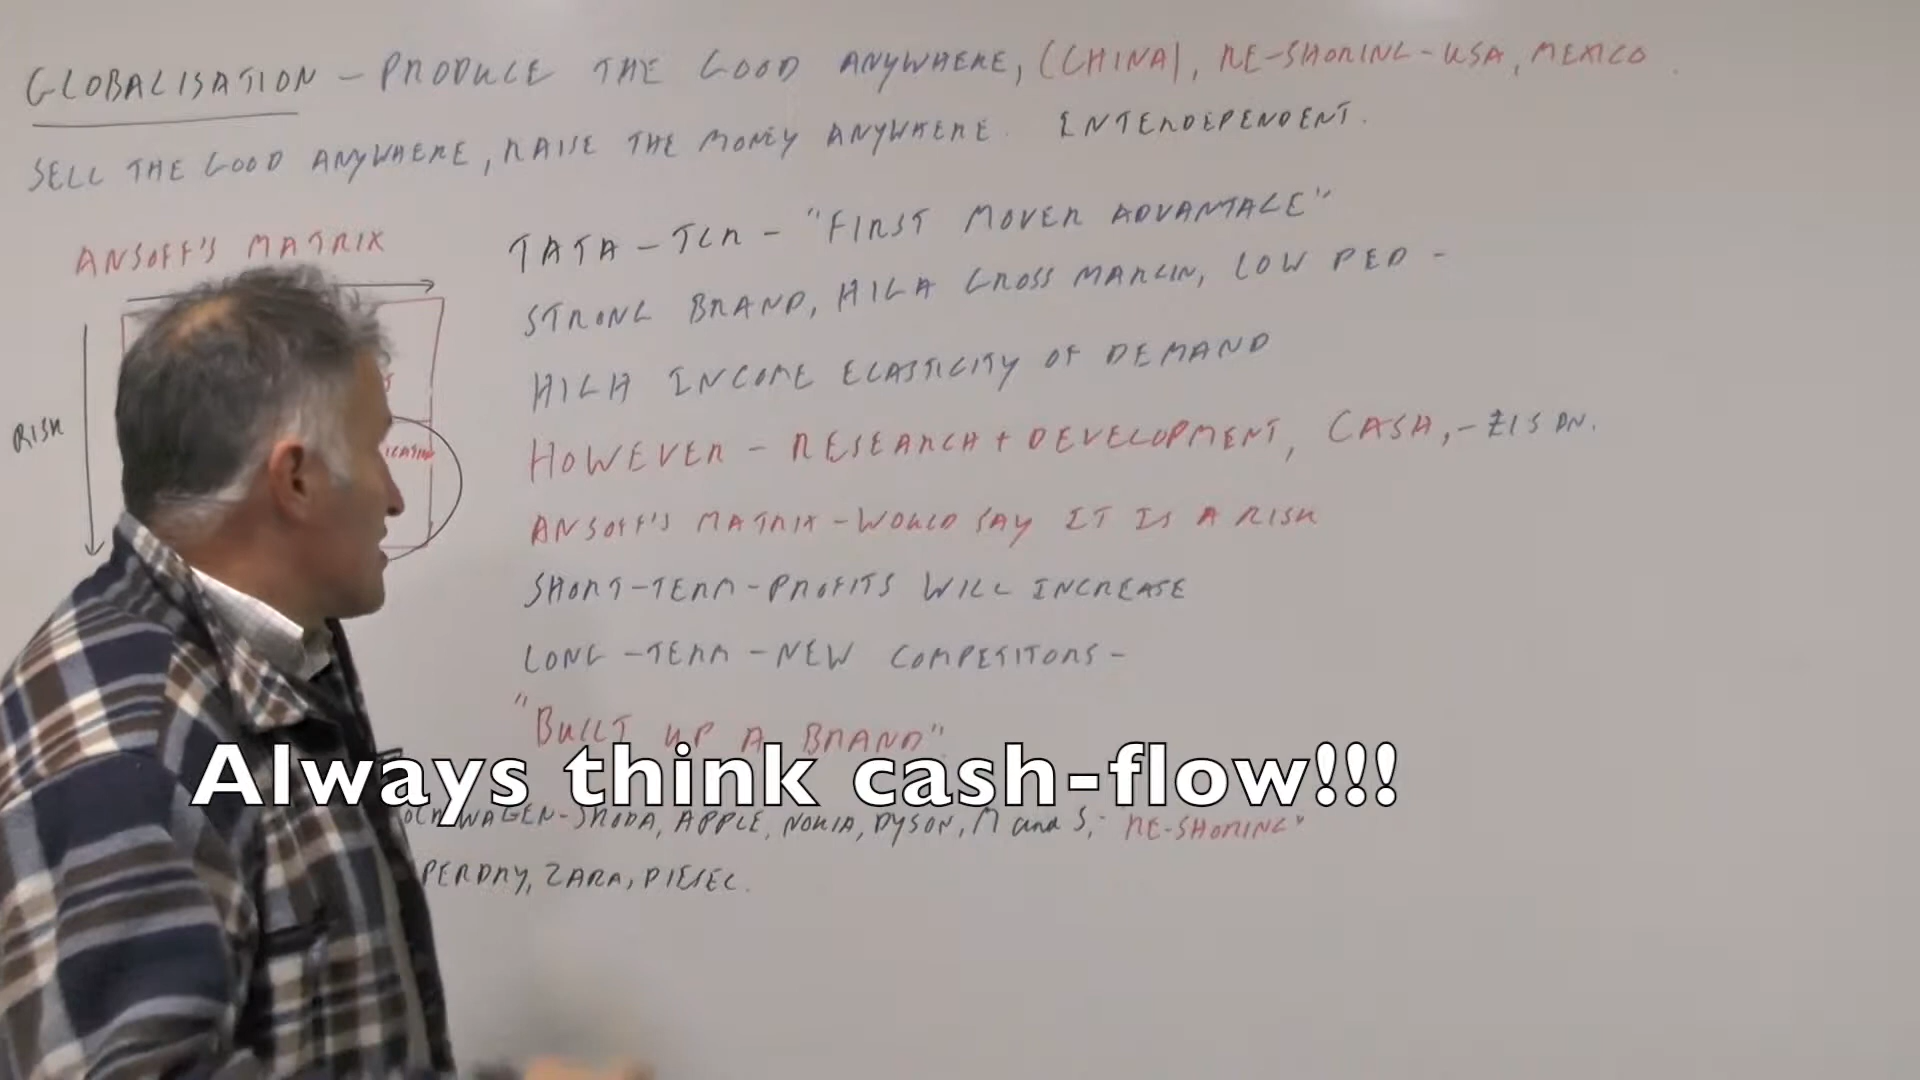 GLOBALISATION – PRODUCE THE GOOD ANYWHERE, (CHINA), RE-SHORING-USA, MEXICO.
SELL THE GOOD ANYWHERE, RAISE THE MONEY ANYWHERE. INTERDEPENDENT.
ANSOFF'S MATRIX
RISK
TATA – – "FIRST MOVER ADVANTAGE"
STRONG BRAND, HIGH GROSS MARGIN, LOW PED -
HIGH INCOME ELASTICITY OF DEMAND
HOWEVER – RESEARCH + DEVELOPMENT, CASH, – £1.5 BN.
ANSOFF'S MATRIX – WOULD SAY IT IS A RISK
SHORT-TERM – PROFITS WILL INCREASE
LONG-TERM – NEW COMPETITORS –
"BUILT UP A BRAND"
Always think cash-flow!!!
WAGEN-SKODA, APPLE, NOKIA, DYSON, M and S, "RE-SHORING"
PERDRY, ZARA, DIESEL.